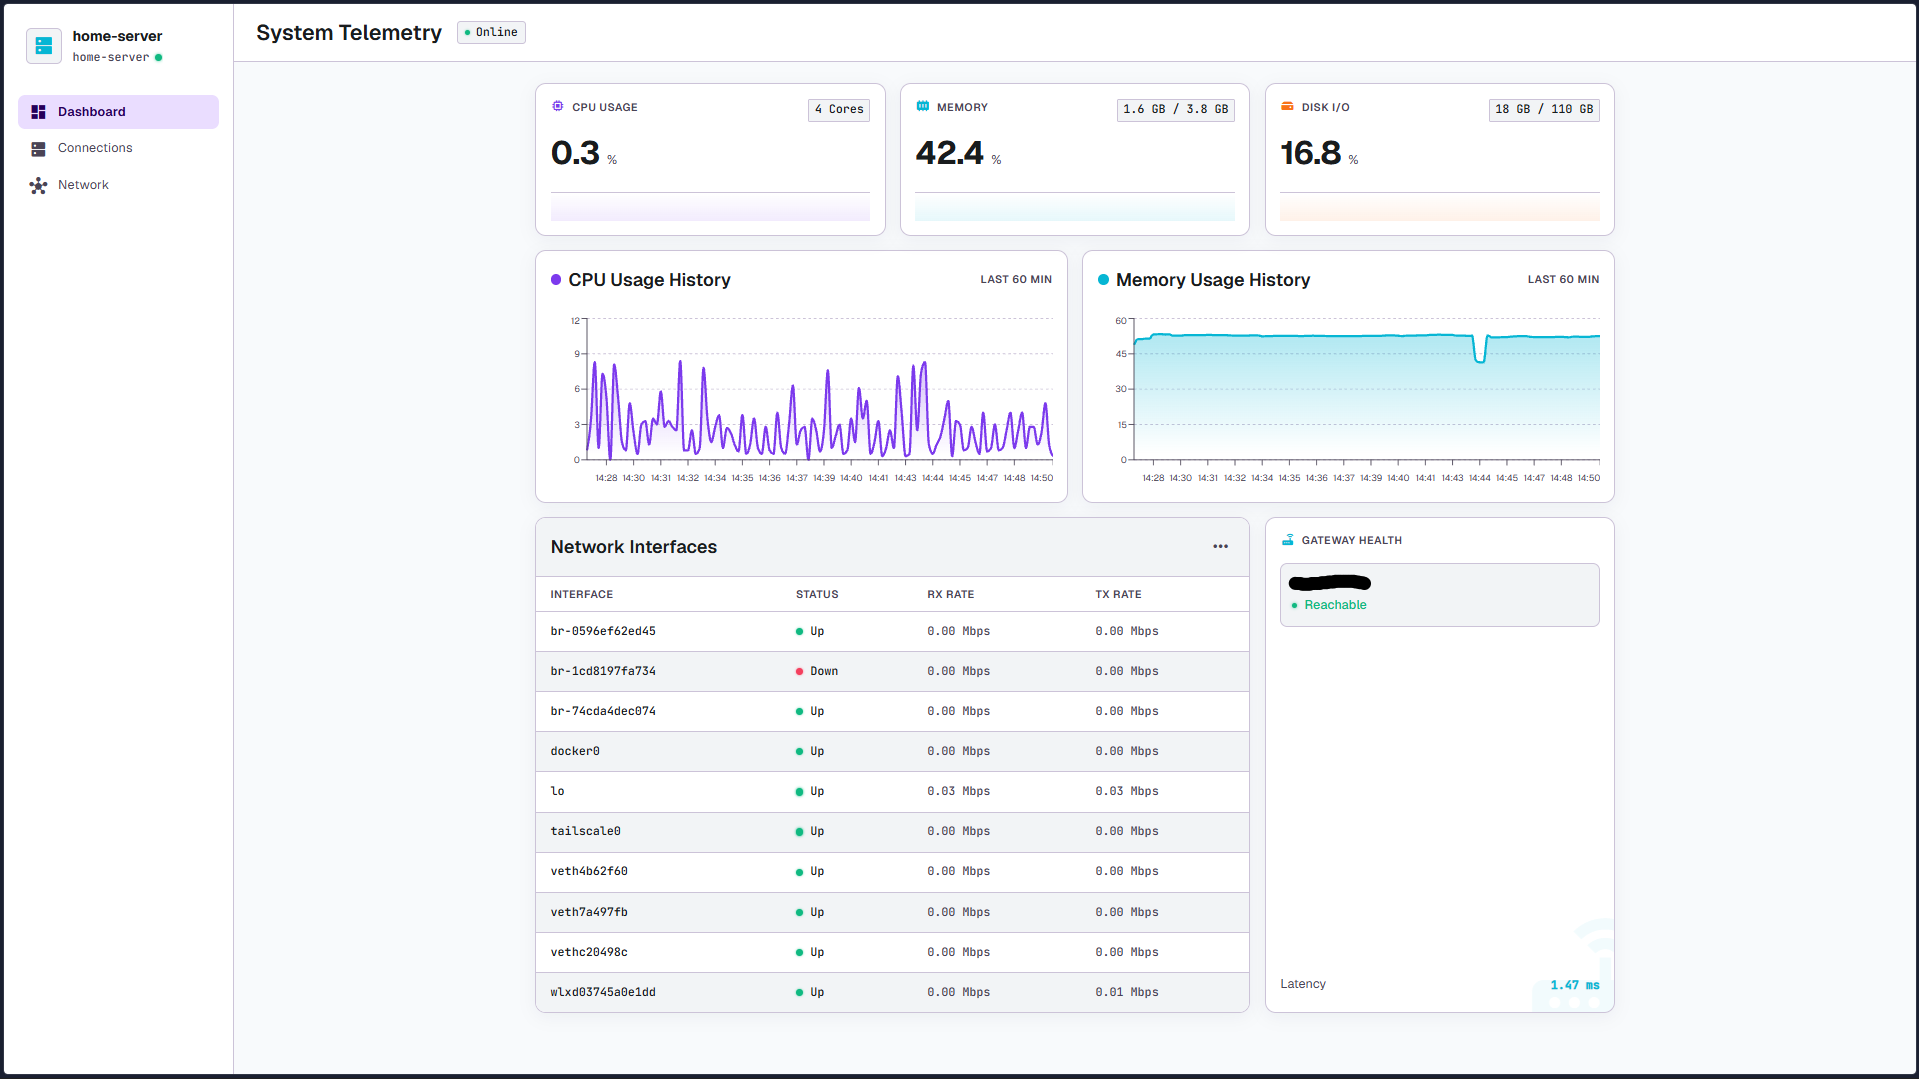 home-server
home-server
Dashboard
Connections
Network
System Telemetry
Online
CPU USAGE
4 Cores
0.3 %
MEMORY
1.6 GB / 3.8 GB
42.4 %
DISK I/O
18 GB / 110 GB
16.8 %
CPU Usage History
LAST 60 MIN
12
9
6
3
0
14:28 14:30 14:31 14:32 14:34 14:35 14:36 14:37 14:39 14:40 14:41 14:43 14:44 14:45 14:47 14:48 14:50
Memory Usage History
LAST 60 MIN
60
45
30
15
0
14:28 14:30 14:31 14:32 14:34 14:35 14:36 14:37 14:39 14:40 14:41 14:43 14:44 14:45 14:47 14:48 14:50
Network Interfaces
INTERFACE STATUS RX RATE TX RATE
br-0596ef62ed45 Up 0.00 Mbps 0.00 Mbps
br-1cd8197fa734 Down 0.00 Mbps 0.00 Mbps
br-74cda4dec074 Up 0.00 Mbps 0.00 Mbps
docker0 Up 0.00 Mbps 0.00 Mbps
lo Up 0.03 Mbps 0.03 Mbps
tailscale0 Up 0.00 Mbps 0.00 Mbps
veth4b62f60 Up 0.00 Mbps 0.00 Mbps
veth7a497fb Up 0.00 Mbps 0.00 Mbps
vethc20498c Up 0.00 Mbps 0.00 Mbps
wlxd03745a0e1dd Up 0.00 Mbps 0.01 Mbps
GATEWAY HEALTH
Reachable
Latency 1.47 ms